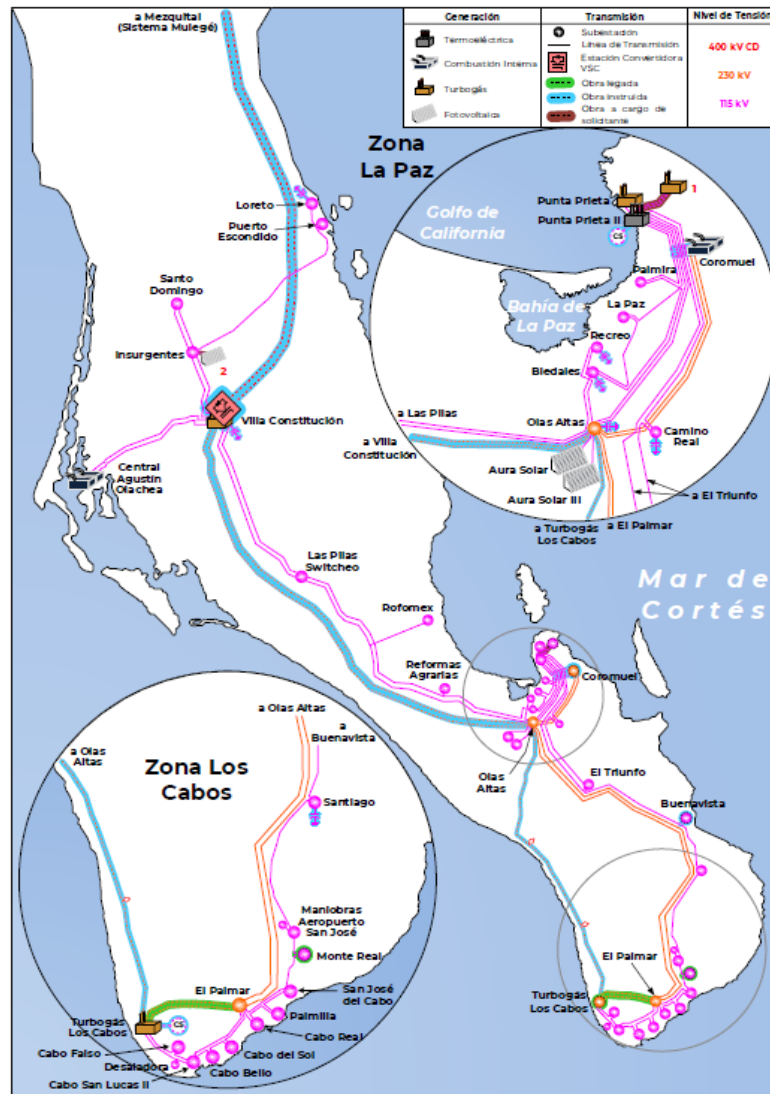 a Mezquital
(Sistema Mulegé)
Generación
Transmisión
Nivel de Tensión
Termoeléctrica
Combustión Interna
Turbogás
Fotovoltaica
Subestación
Línea de Transmisión
Estación Convertidora
VSC
Obra legada
Obra instruida
Obra a cargo de
solicitante
400 kV CD
230 kV
115 kV
Zona
La Paz
Loreto
Puerto
Escondido
Santo
Domingo
Insurgentes
2
Villa Constitución
Central
Agustín
Olachea
Las Pilas
Switcheo
Rofomex
Reformas
Agrarias
Golfo de
California
Punta Prieta
1
Punta Prieta II
CS
Coromuel
Palmira
Bahía de
La Paz
La Paz
Recreo
Bledales
a Las Pilas
Olas Altas
a Villa
Constitución
Camino
Real
Aura Solar
Aura Solar III
a El Triunfo
a Turbogás
Los Cabos
a El Palmar
Mar de
Cortés
Coromuel
Olas
Altas
El Triunfo
Buenavista
El Palmar
Turbogás
Los Cabos
a Olas Altas
a
Buenavista
a Olas
Altas
Zona Los
Cabos
Santiago
Maniobras
Aeropuerto
San José
Monte Real
El Palmar
San José
del Cabo
Turbogás
Los Cabos
CS
Palmilla
Cabo Real
Cabo Falso
Cabo del Sol
Desaladora
Cabo Bello
Cabo San Lucas II